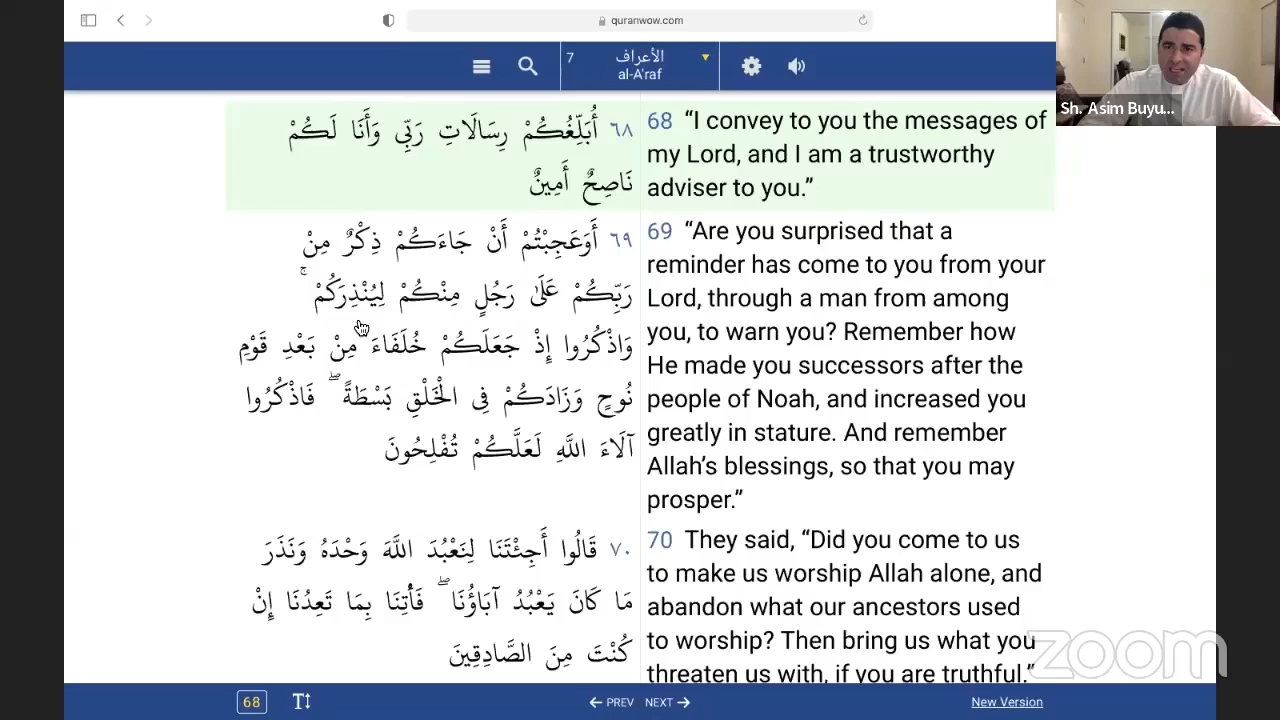 quranwow.com
7
الأعراف
al-A'raf
٦٨ أُبَلِّغُكُمْ رِسَالَاتِ رَبِّي وَأَنَا لَكُمْ
نَاصِحٌ أَمِينٌ
68 “I convey to you the messages of
my Lord, and I am a trustworthy
adviser to you.”
٦٩ أَوَعَجِبْتُمْ أَنْ جَاءَكُمْ ذِكْرٌ مِنْ
رَبِّكُمْ عَلَىٰ رَجُلٍ مِنْكُمْ لِيُنْذِرَكُمْ ۚ
وَاذْكُرُوا إِذْ جَعَلَكُمْ خُلَفَاءَ مِنْ بَعْدِ قَوْمِ
نُوحٍ وَزَادَكُمْ فِي الْخَلْقِ بَسْطَةً ۖ فَاذْكُرُوا
آلَاءَ اللَّهِ لَعَلَّكُمْ تُفْلِحُونَ
69 “Are you surprised that a
reminder has come to you from your
Lord, through a man from among
you, to warn you? Remember how
He made you successors after the
people of Noah, and increased you
greatly in stature. And remember
Allah’s blessings, so that you may
prosper.”
٧٠ قَالُوا أَجِئْتَنَا لِنَعْبُدَ اللَّهَ وَحْدَهُ وَنَذَرَ
مَا كَانَ يَعْبُدُ آبَاؤُنَا ۖ فَأْتِنَا بِمَا تَعِدُنَا إِنْ
كُنْتَ مِنَ الصَّادِقِينَ
70 They said, “Did you come to us
to make us worship Allah alone, and
abandon what our ancestors used
to worship? Then bring us what you
threaten us with, if you are truthful.”
Sh. Asim Buyu...
zoom
68
T
PREV NEXT
New Version